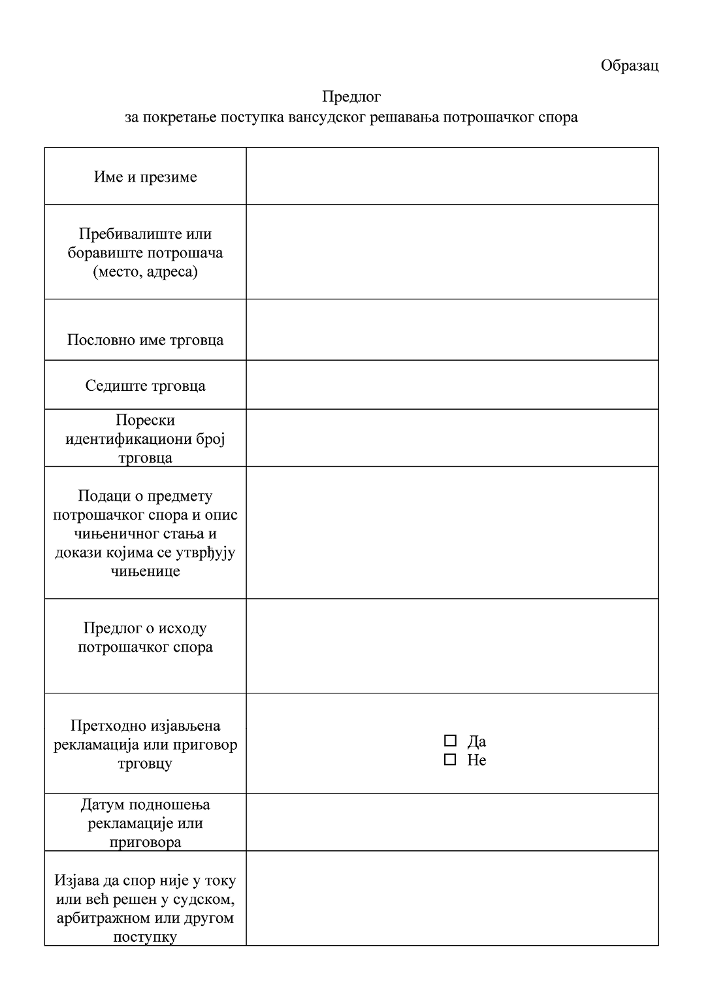 Образац
Предлог
за покретање поступка вансудског решавања потрошачког спора
Име и презиме
Пребивалиште или
боравиште потрошача
(место, адреса)
Пословно име трговца
Седиште трговца
Порески
идентификациони број
трговца
Подаци о предмету
потрошачког спора и опис
чињеничног стања и
докази којима се утврђују
чињенице
Предлог о исходу
потрошачког спора
Претходно изјављена
рекламација или приговор
трговцу
Да
Не
Датум подношења
рекламације или
приговора
Изјава да спор није у току
или већ решен у судском,
арбитражном или другом
поступку